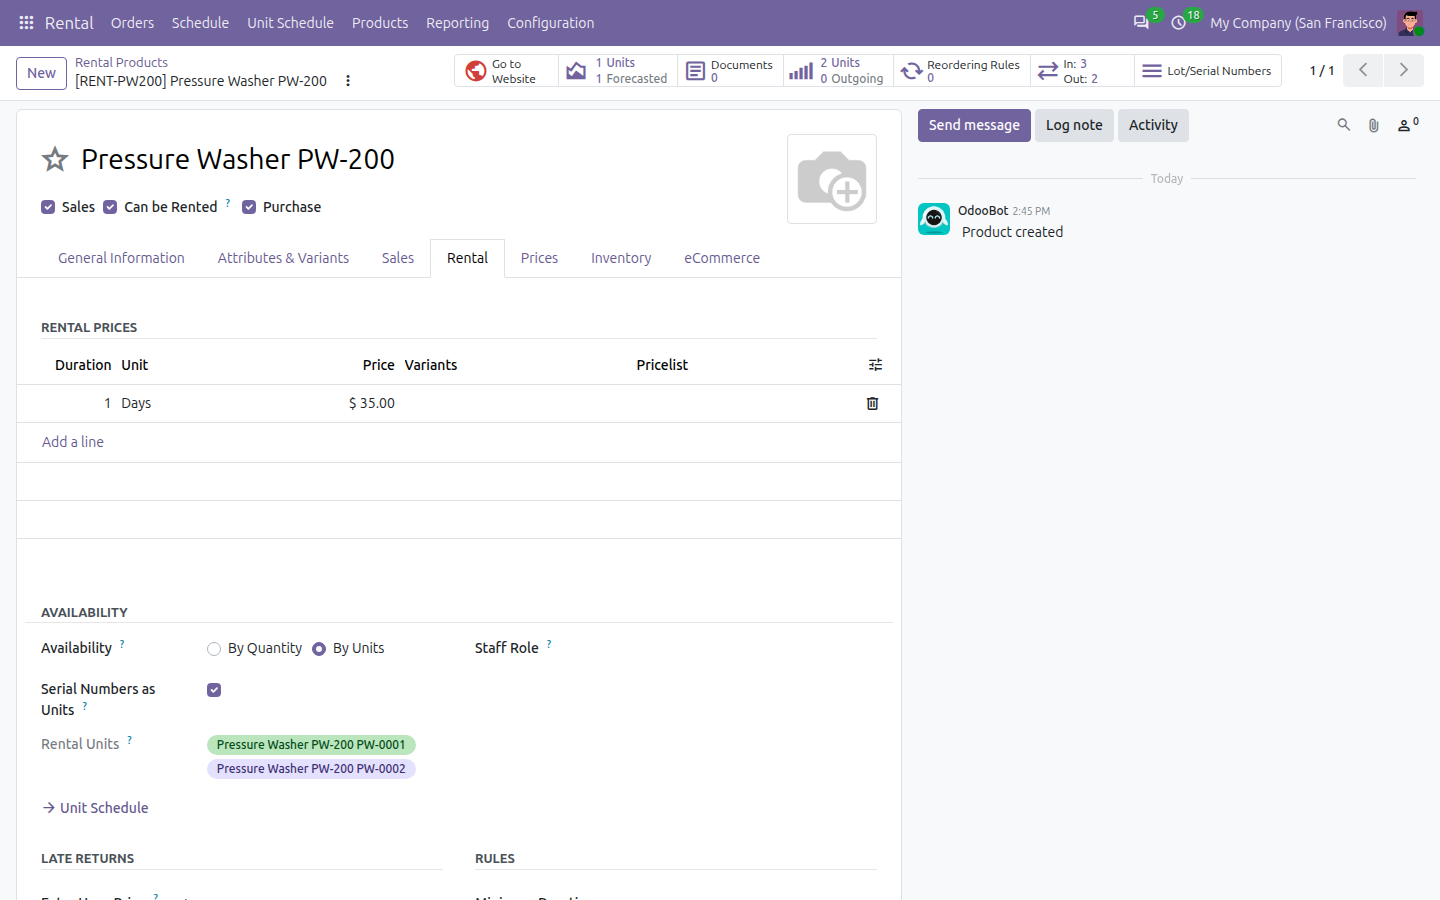 Rental Orders Schedule Unit Schedule Products Reporting Configuration 5 18 My Company (San Francisco)
New
Rental Products
[RENT-PW200] Pressure Washer PW-200
Go to Website
1 Units
1 Forecasted
Documents
0
2 Units
0 Outgoing
Reordering Rules
0
In: 3
Out: 2
Lot/Serial Numbers
1 / 1
Pressure Washer PW-200
Sales Can be Rented ? Purchase
General Information Attributes & Variants Sales Rental Prices Inventory eCommerce
RENTAL PRICES
Duration Unit Price Variants Pricelist
1 Days $ 35.00
Add a line
AVAILABILITY
Availability ? By Quantity By Units Staff Role ?
Serial Numbers as
Units ?
Rental Units ? Pressure Washer PW-200 PW-0001
Pressure Washer PW-200 PW-0002
Unit Schedule
LATE RETURNS RULES
Send message Log note Activity 0
Today
OdooBot 2:45 PM
Product created